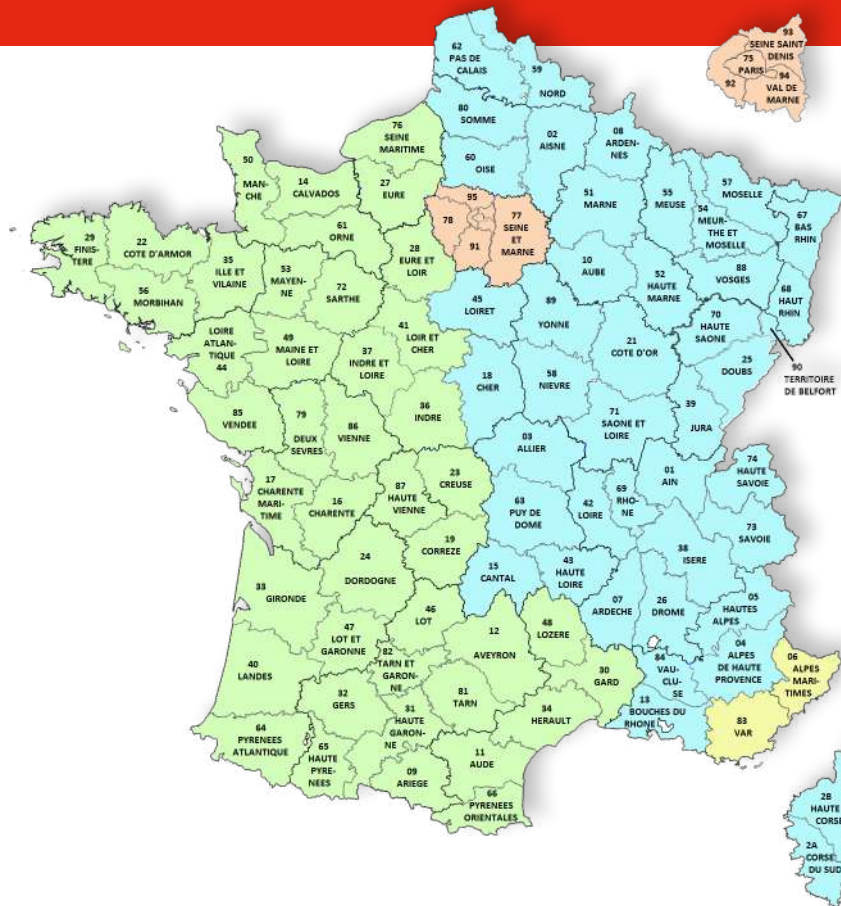 62
PAS DE
CALAIS
59
NORD
80
SOMME
02
AISNE
08
ARDEN-
NES
60
OISE
76
SEINE
MARITIME
27
EURE
50
MAN-
CHE
14
CALVADOS
61
ORNE
95
78
91
77
SEINE
ET
MARNE
93
SEINE SAINT
DENIS
75
PARIS
92
94
VAL DE
MARNE
51
MARNE
55
MEUSE
57
MOSELLE
54
MEUR-
THE ET
MOSELLE
67
BAS
RHIN
68
HAUT
RHIN
88
VOSGES
10
AUBE
52
HAUTE
MARNE
29
FINIS-
TERE
22
COTE D'ARMOR
56
MORBIHAN
35
ILLE ET
VILAINE
53
MAYEN-
NE
72
SARTHE
28
EURE ET
LOIR
45
LOIRET
89
YONNE
21
COTE D'OR
70
HAUTE
SAONE
25
DOUBS
90
TERRITOIRE
DE BELFORT
LOIRE
ATLAN-
TIQUE
44
49
MAINE ET
LOIRE
37
INDRE ET
LOIRE
41
LOIR ET
CHER
18
CHER
58
NIEVRE
71
SAONE ET
LOIRE
39
JURA
85
VENDEE
79
DEUX
SEVRES
86
VIENNE
36
INDRE
03
ALLIER
01
AIN
74
HAUTE
SAVOIE
17
CHARENTE
MARI-
TIME
16
CHARENTE
87
HAUTE
VIENNE
23
CREUSE
63
PUY DE
DOME
42
LOIRE
69
RHO-
NE
73
SAVOIE
38
ISERE
19
CORREZE
24
DORDOGNE
15
CANTAL
43
HAUTE
LOIRE
07
ARDECHE
26
DROME
05
HAUTES
ALPES
33
GIRONDE
47
LOT ET
GARONNE
46
LOT
12
AVEYRON
48
LOZERE
30
GARD
84
VAU-
CLU-
SE
04
ALPES
DE HAUTE
PROVENCE
06
ALPES
MARI-
TIMES
40
LANDES
32
GERS
82
TARN ET
GARON-
NE
81
TARN
34
HERAULT
13
BOUCHES DU
RHONE
83
VAR
64
PYRENEES
ATLANTIQUE
65
HAUTE
PYRE-
NEES
31
HAUTE
GARON-
NE
09
ARIEGE
11
AUDE
66
PYRENEES
ORIENTALES
2B
HAUTE
CORSE
2A
CORSE
DU SUD